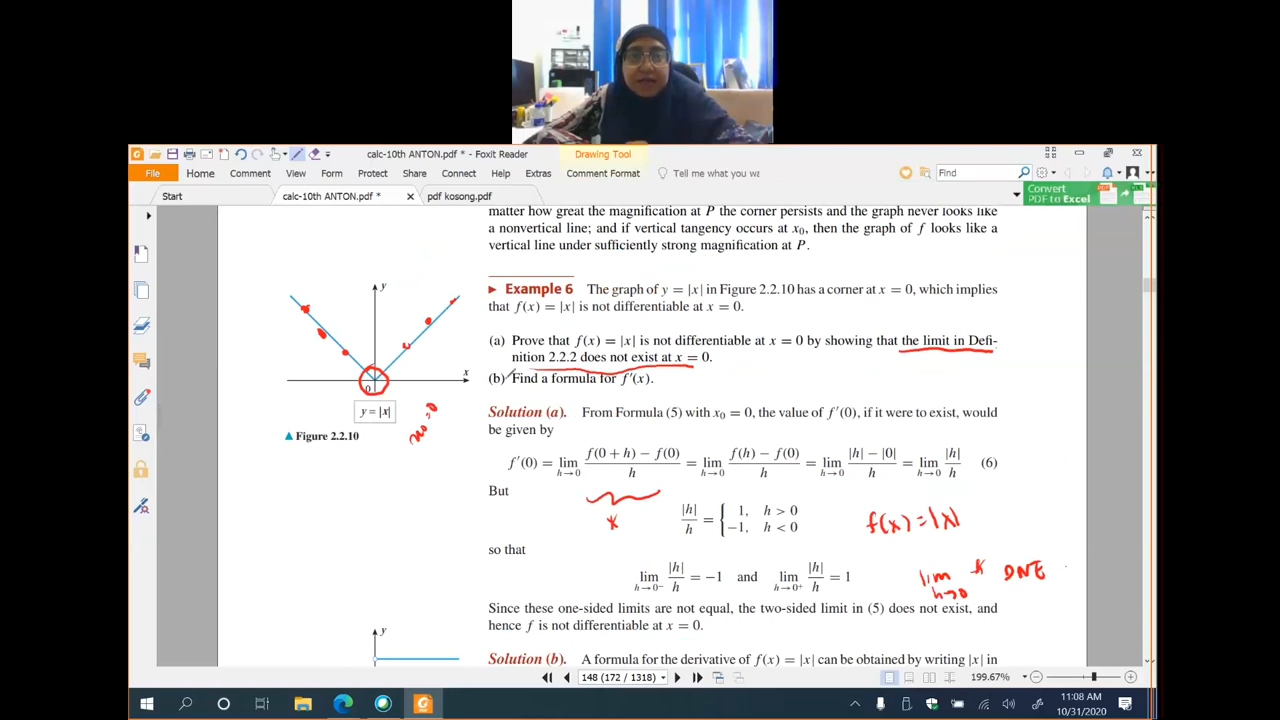 calc-10th ANTON.pdf * - Foxit Reader
Drawing Tool
File Home Comment View Form Protect Share Connect Help Extras Comment Format Tell me what you wa Find
Start calc-10th ANTON.pdf * pdf kosong.pdf
Convert
PDF to Excel
matter how great the magnification at P the corner persists and the graph never looks like
a nonvertical line; and if vertical tangency occurs at x₀, then the graph of f looks like a
vertical line under sufficiently strong magnification at P.
y
x
0
y = |x|
x₀=0
▲ Figure 2.2.10
► Example 6 The graph of y = |x| in Figure 2.2.10 has a corner at x = 0, which implies
that f(x) = |x| is not differentiable at x = 0.
(a) Prove that f(x) = |x| is not differentiable at x = 0 by showing that the limit in Defi-
nition 2.2.2 does not exist at x = 0.
(b) Find a formula for f′(x).
Solution (a). From Formula (5) with x₀ = 0, the value of f′(0), if it were to exist, would
be given by
f′(0) = lim h→0 f(0 + h) − f(0) / h = lim h→0 f(h) − f(0) / h = lim h→0 |h| − |0| / h = lim h→0 |h| / h (6)
*
But
|h| / h = { 1, h > 0
−1, h < 0
f(x) = |x|
so that
lim h→0⁻ |h| / h = −1 and lim h→0⁺ |h| / h = 1
lim h→0 * DNE
Since these one-sided limits are not equal, the two-sided limit in (5) does not exist, and
hence f is not differentiable at x = 0.
y
Solution (b). A formula for the derivative of f(x) = |x| can be obtained by writing |x| in
148 (172 / 1318)
199.67%
11:08 AM
10/31/2020